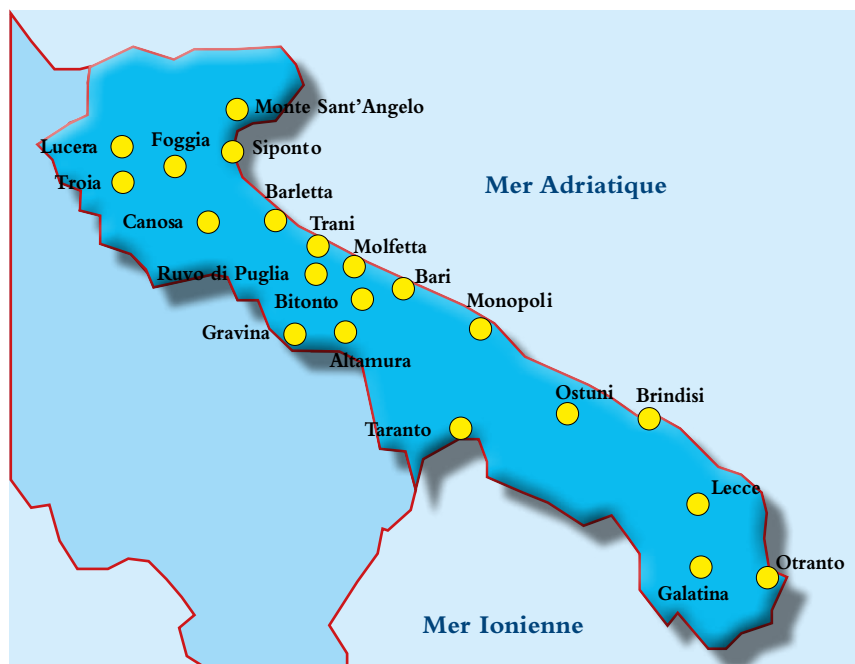 Monte Sant'Angelo
Lucera
Foggia
Siponto
Troia
Mer Adriatique
Barletta
Canosa
Trani
Molfetta
Ruvo di Puglia
Bari
Bitonto
Monopoli
Gravina
Altamura
Ostuni
Brindisi
Taranto
Lecce
Otranto
Galatina
Mer Ionienne